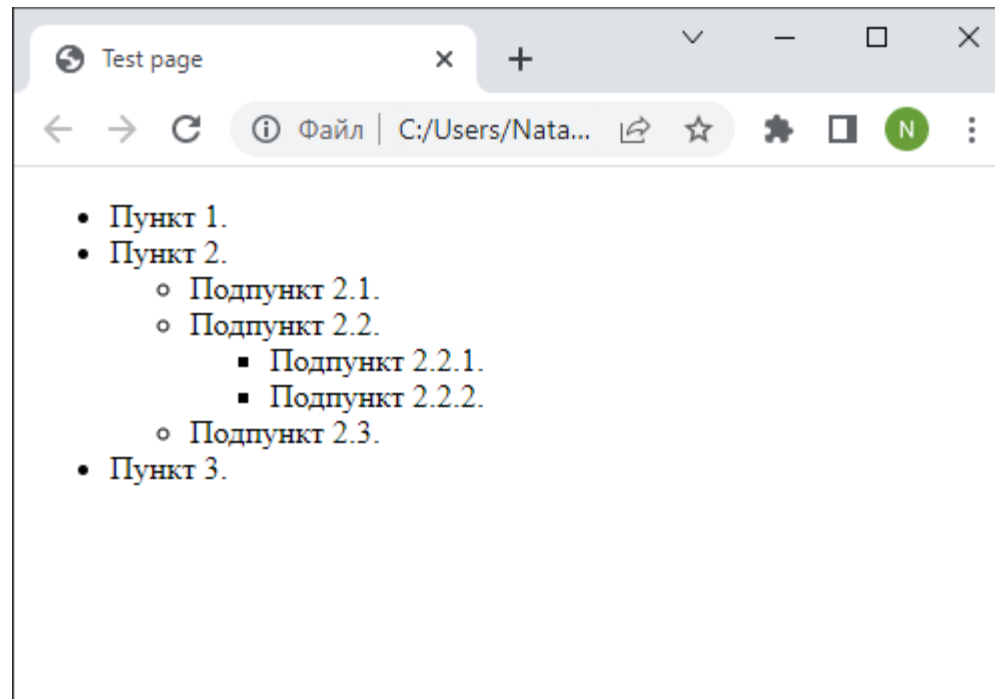 Test page
Файл C:/Users/Nata... N
Пункт 1.
Пункт 2.
Подпункт 2.1.
Подпункт 2.2.
Подпункт 2.2.1.
Подпункт 2.2.2.
Подпункт 2.3.
Пункт 3.